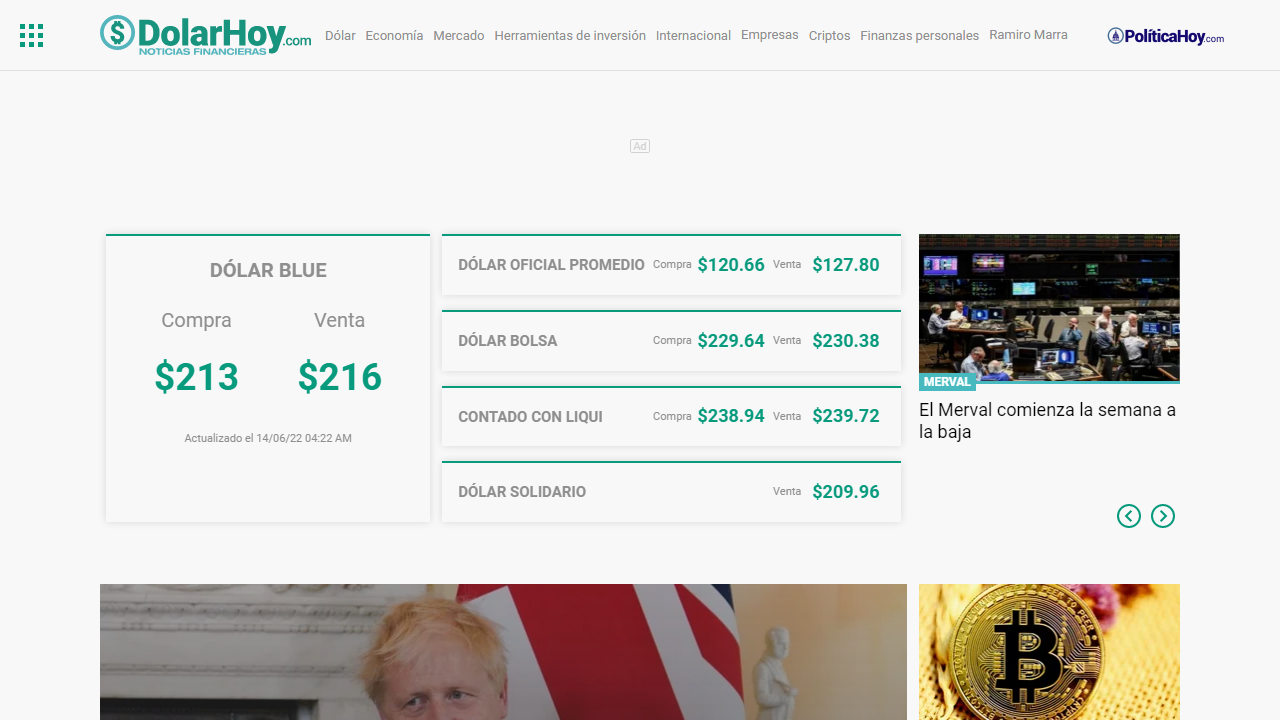 DolarHoy.com
NOTICIAS FINANCIERAS
Dólar Economía Mercado Herramientas de inversión Internacional Empresas Criptos Finanzas personales Ramiro Marra
PolíticaHoy.com
Ad
DÓLAR BLUE
Compra Venta
$213 $216
Actualizado el 14/06/22 04:22 AM
DÓLAR OFICIAL PROMEDIO Compra $120.66 Venta $127.80
DÓLAR BOLSA Compra $229.64 Venta $230.38
CONTADO CON LIQUI Compra $238.94 Venta $239.72
DÓLAR SOLIDARIO Venta $209.96
MERVAL
El Merval comienza la semana a
la baja